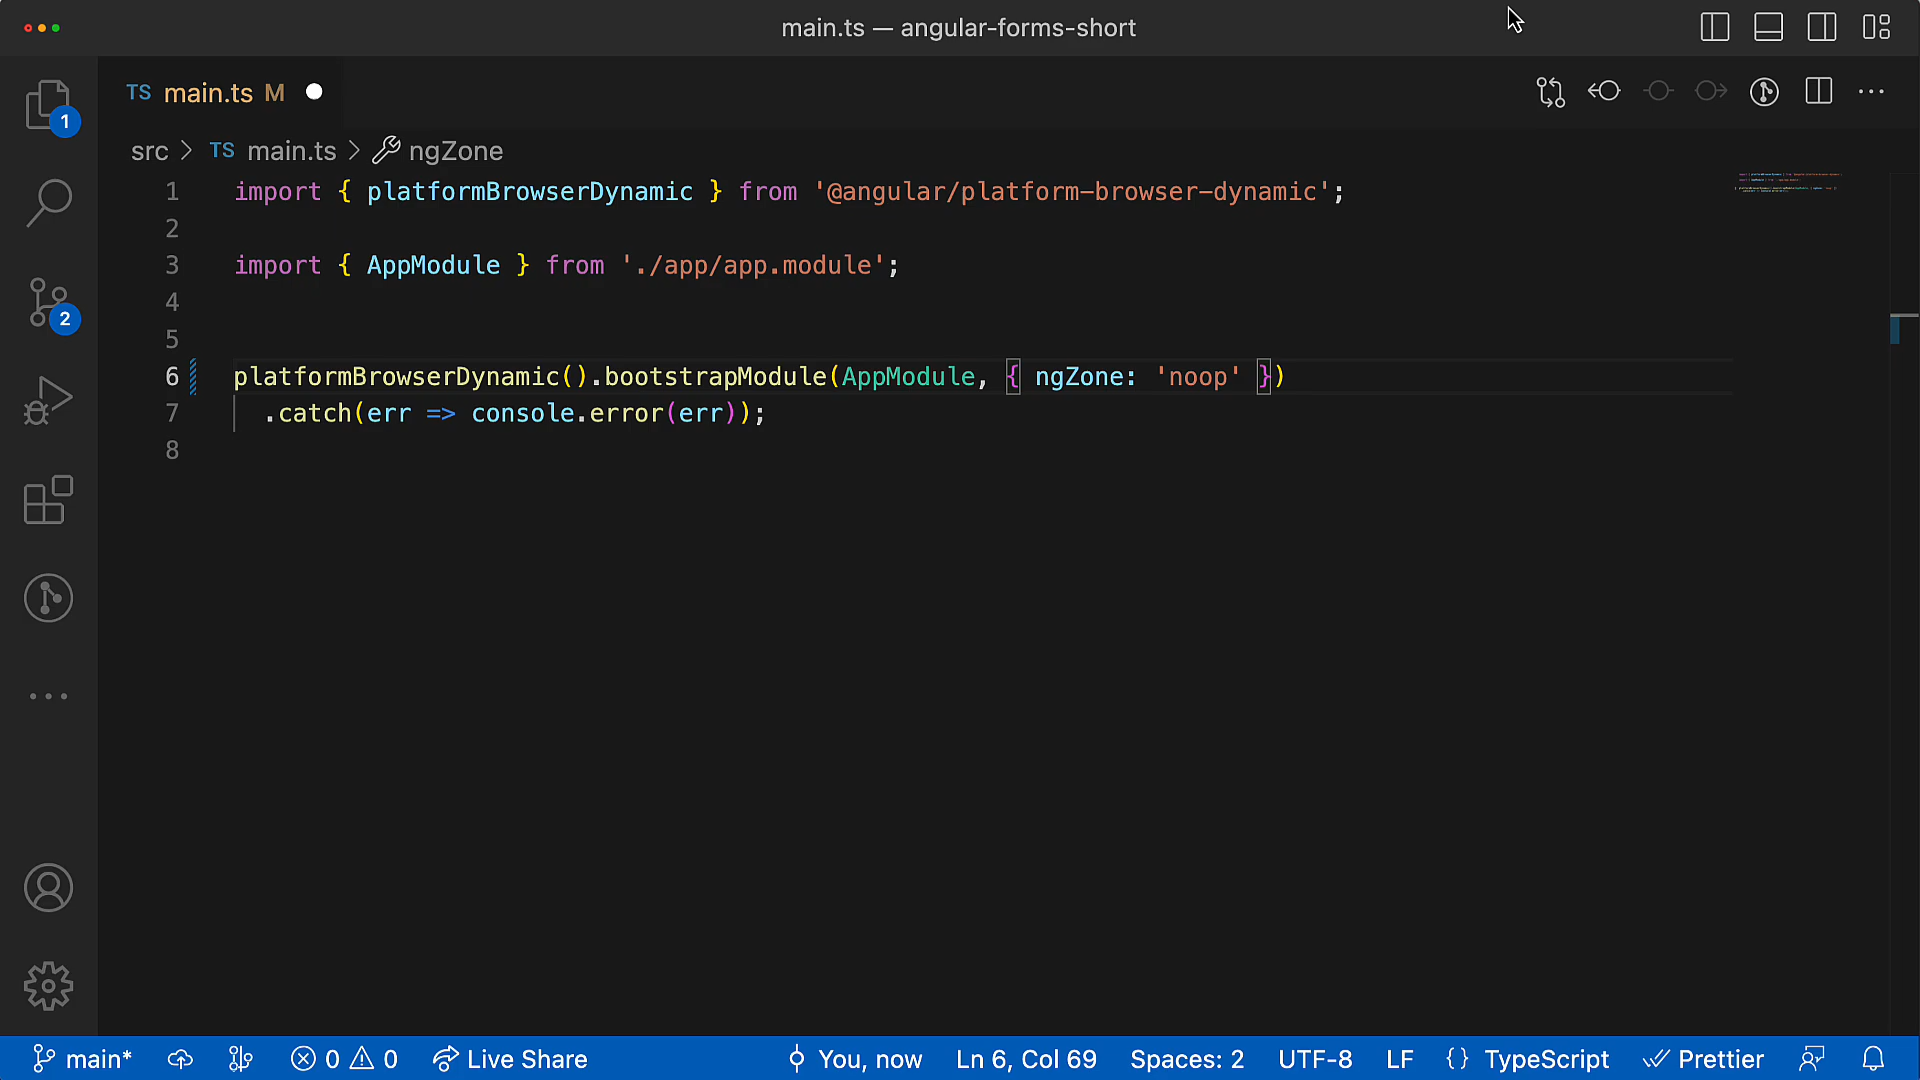 main.ts — angular-forms-short
TS main.ts M
src > TS main.ts > ngZone
1 import { platformBrowserDynamic } from '@angular/platform-browser-dynamic';
2
3 import { AppModule } from './app/app.module';
4
5
6 platformBrowserDynamic().bootstrapModule(AppModule, { ngZone: 'noop' })
7 .catch(err => console.error(err));
8
1
2
main* 0 0 Live Share You, now Ln 6, Col 69 Spaces: 2 UTF-8 LF {} TypeScript Prettier